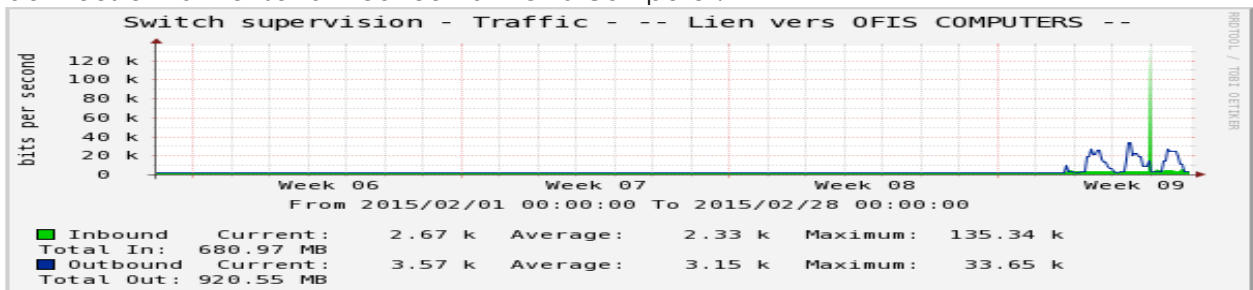 Switch supervision - Traffic - -- Lien vers OFIS COMPUTERS --
RRDTOOL / TOBI OETIKER
bits per second
120 k
100 k
80 k
60 k
40 k
20 k
0
Week 06 Week 07 Week 08 Week 09
From 2015/02/01 00:00:00 To 2015/02/28 00:00:00
Inbound Current: 2.67 k Average: 2.33 k Maximum: 135.34 k
Total In: 680.97 MB
Outbound Current: 3.57 k Average: 3.15 k Maximum: 33.65 k
Total Out: 920.55 MB